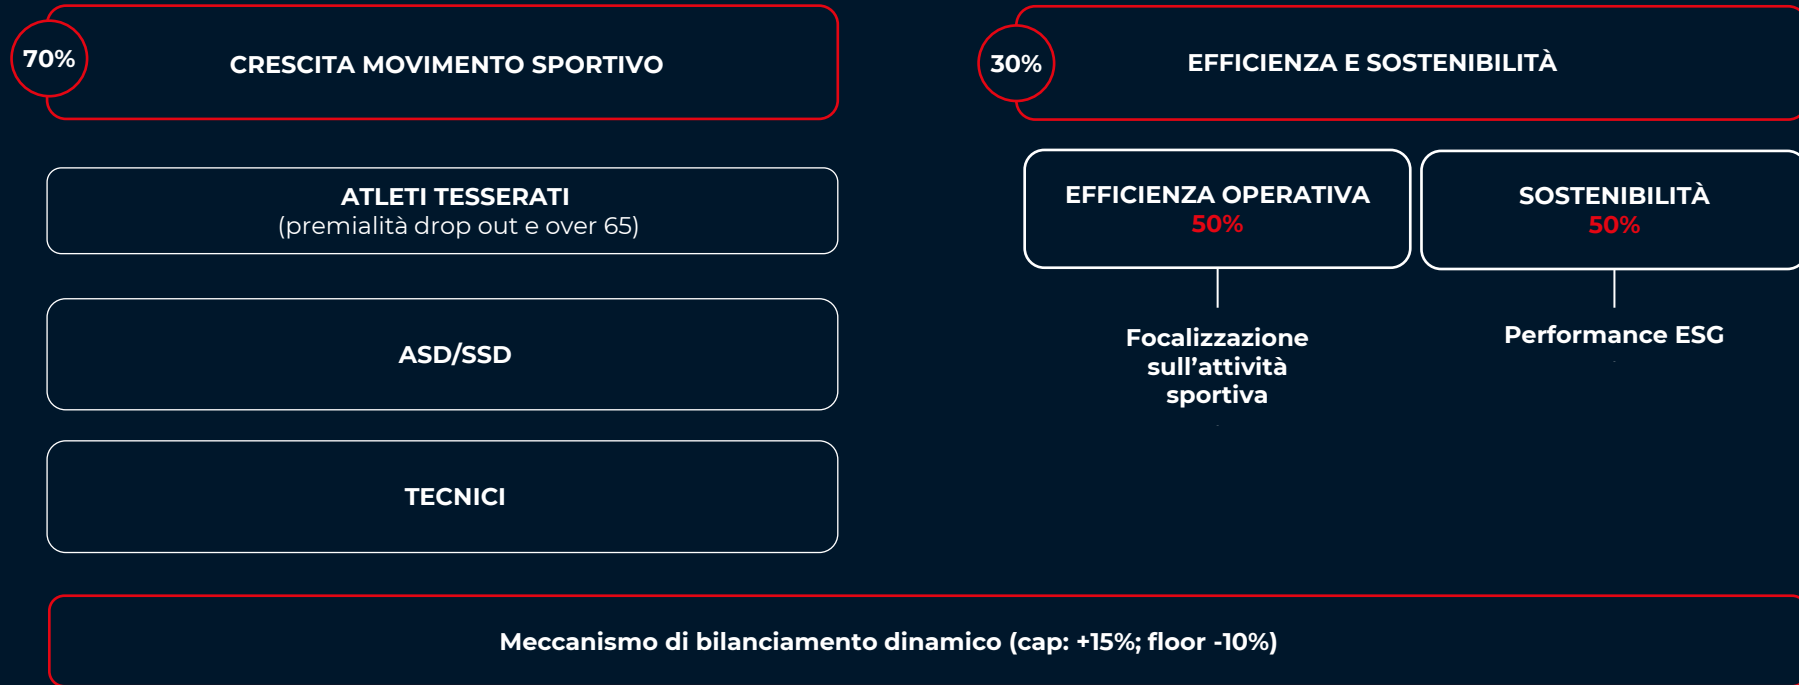 70%
CRESCITA MOVIMENTO SPORTIVO
ATLETI TESSERATI
(premialità drop out e over 65)
ASD/SSD
TECNICI
30%
EFFICIENZA E SOSTENIBILITÀ
EFFICIENZA OPERATIVA
50%
Focalizzazione
sull’attività
sportiva
SOSTENIBILITÀ
50%
Performance ESG
Meccanismo di bilanciamento dinamico (cap: +15%; floor -10%)